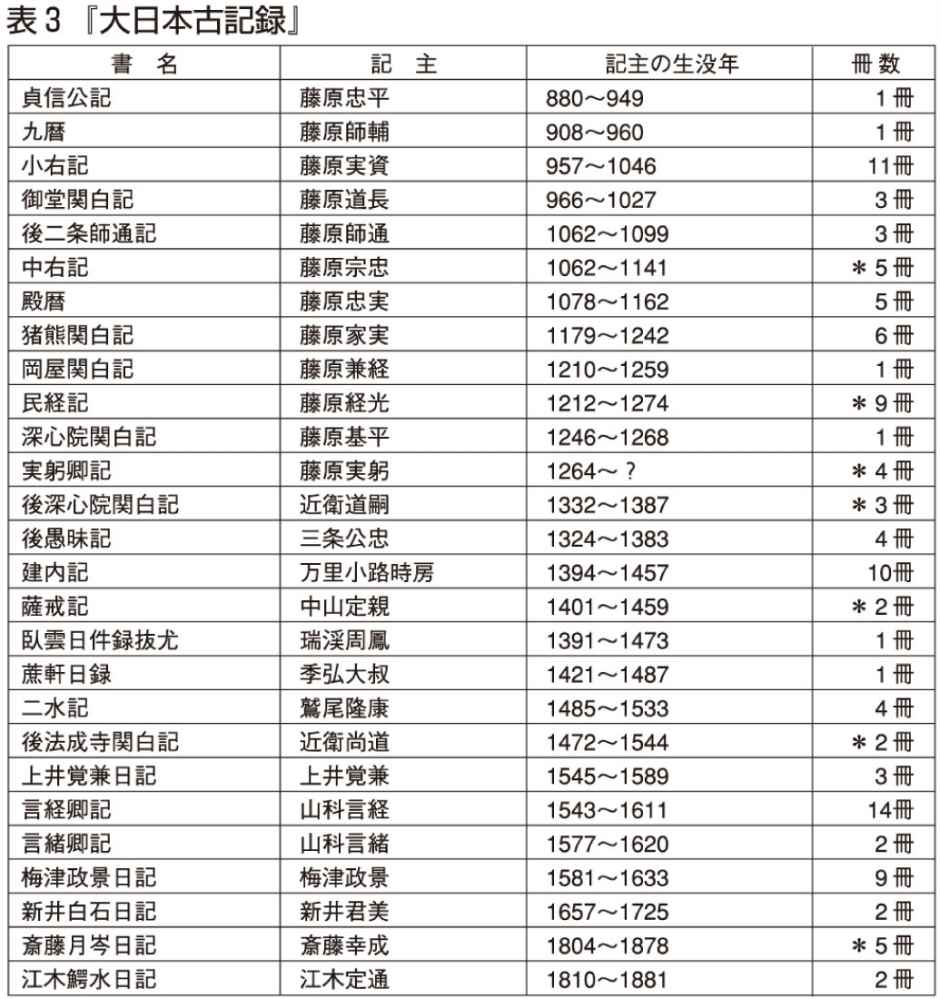 表3 『大日本古記録』
書 名 記 主 記主の生没年 冊数
貞信公記 藤原忠平 880〜949 1冊
九暦 藤原師輔 908〜960 1冊
小右記 藤原実資 957〜1046 11冊
御堂関白記 藤原道長 966〜1027 3冊
後二条師通記 藤原師通 1062〜1099 3冊
中右記 藤原宗忠 1062〜1141 *5冊
殿暦 藤原忠実 1078〜1162 5冊
猪熊関白記 藤原家実 1179〜1242 6冊
岡屋関白記 藤原兼経 1210〜1259 1冊
民経記 藤原経光 1212〜1274 *9冊
深心院関白記 藤原基平 1246〜1268 1冊
実躬卿記 藤原実躬 1264〜? *4冊
後深心院関白記 近衛道嗣 1332〜1387 *3冊
後愚昧記 三条公忠 1324〜1383 4冊
建内記 万里小路時房 1394〜1457 10冊
薩戒記 中山定親 1401〜1459 *2冊
臥雲日件録抜尤 瑞渓周鳳 1391〜1473 1冊
蔗軒日録 季弘大叔 1421〜1487 1冊
二水記 鷲尾隆康 1485〜1533 4冊
後法成寺関白記 近衛尚道 1472〜1544 *2冊
上井覚兼日記 上井覚兼 1545〜1589 3冊
言経卿記 山科言経 1543〜1611 14冊
言緒卿記 山科言緒 1577〜1620 2冊
梅津政景日記 梅津政景 1581〜1633 9冊
新井白石日記 新井君美 1657〜1725 2冊
斎藤月岑日記 斎藤幸成 1804〜1878 *5冊
江木鰐水日記 江木定通 1810〜1881 2冊